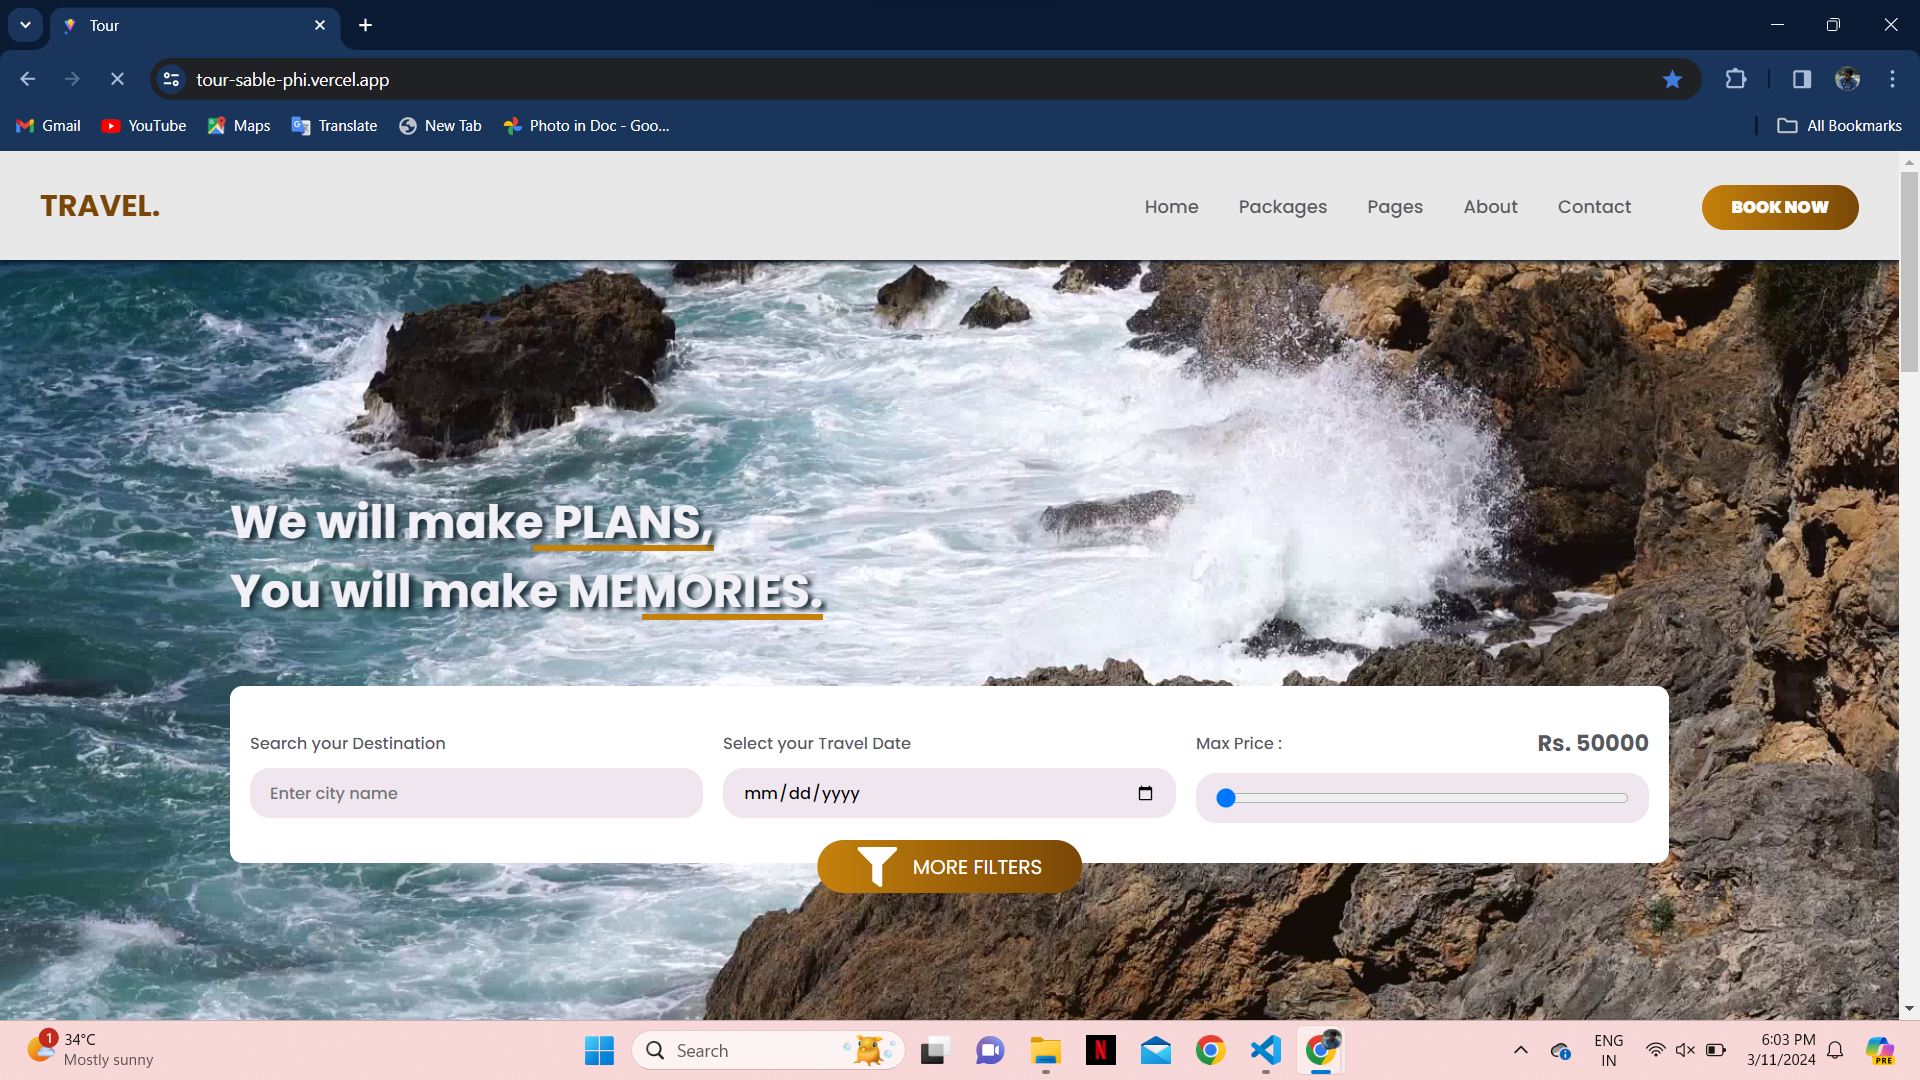 Tour
tour-sable-phi.vercel.app
Gmail YouTube Maps Translate New Tab Photo in Doc - Goo... All Bookmarks
TRAVEL. Home Packages Pages About Contact BOOK NOW
We will make PLANS,
You will make MEMORIES.
Search your Destination Select your Travel Date Max Price : Rs. 50000
Enter city name mm/dd/yyyy
MORE FILTERS
1 34°C
Mostly sunny
Search
N
ENG
IN
6:03 PM
3/11/2024
PRE